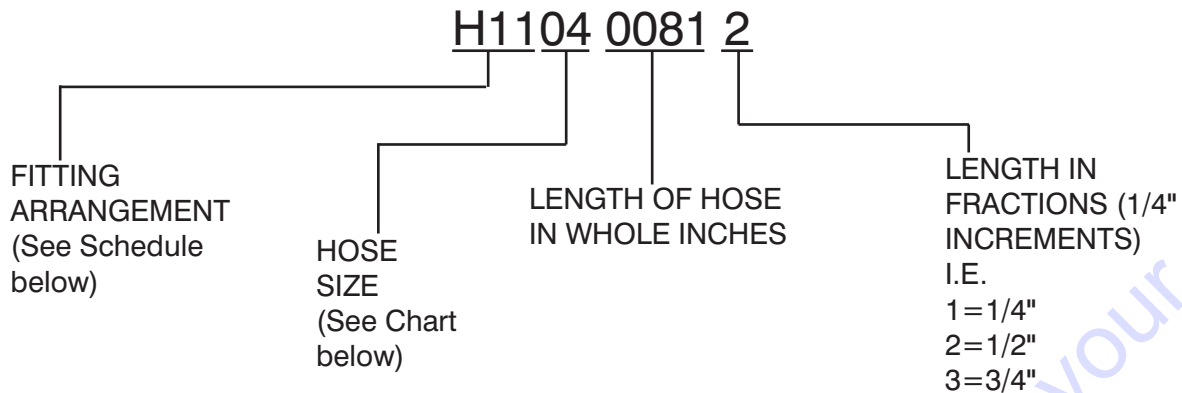 H1104 0081 2
FITTING
ARRANGEMENT
(See Schedule
below)
HOSE
SIZE
(See Chart
below)
LENGTH OF HOSE
IN WHOLE INCHES
LENGTH IN
FRACTIONS (1/4"
INCREMENTS)
I.E.
1=1/4"
2=1/2"
3=3/4"
your